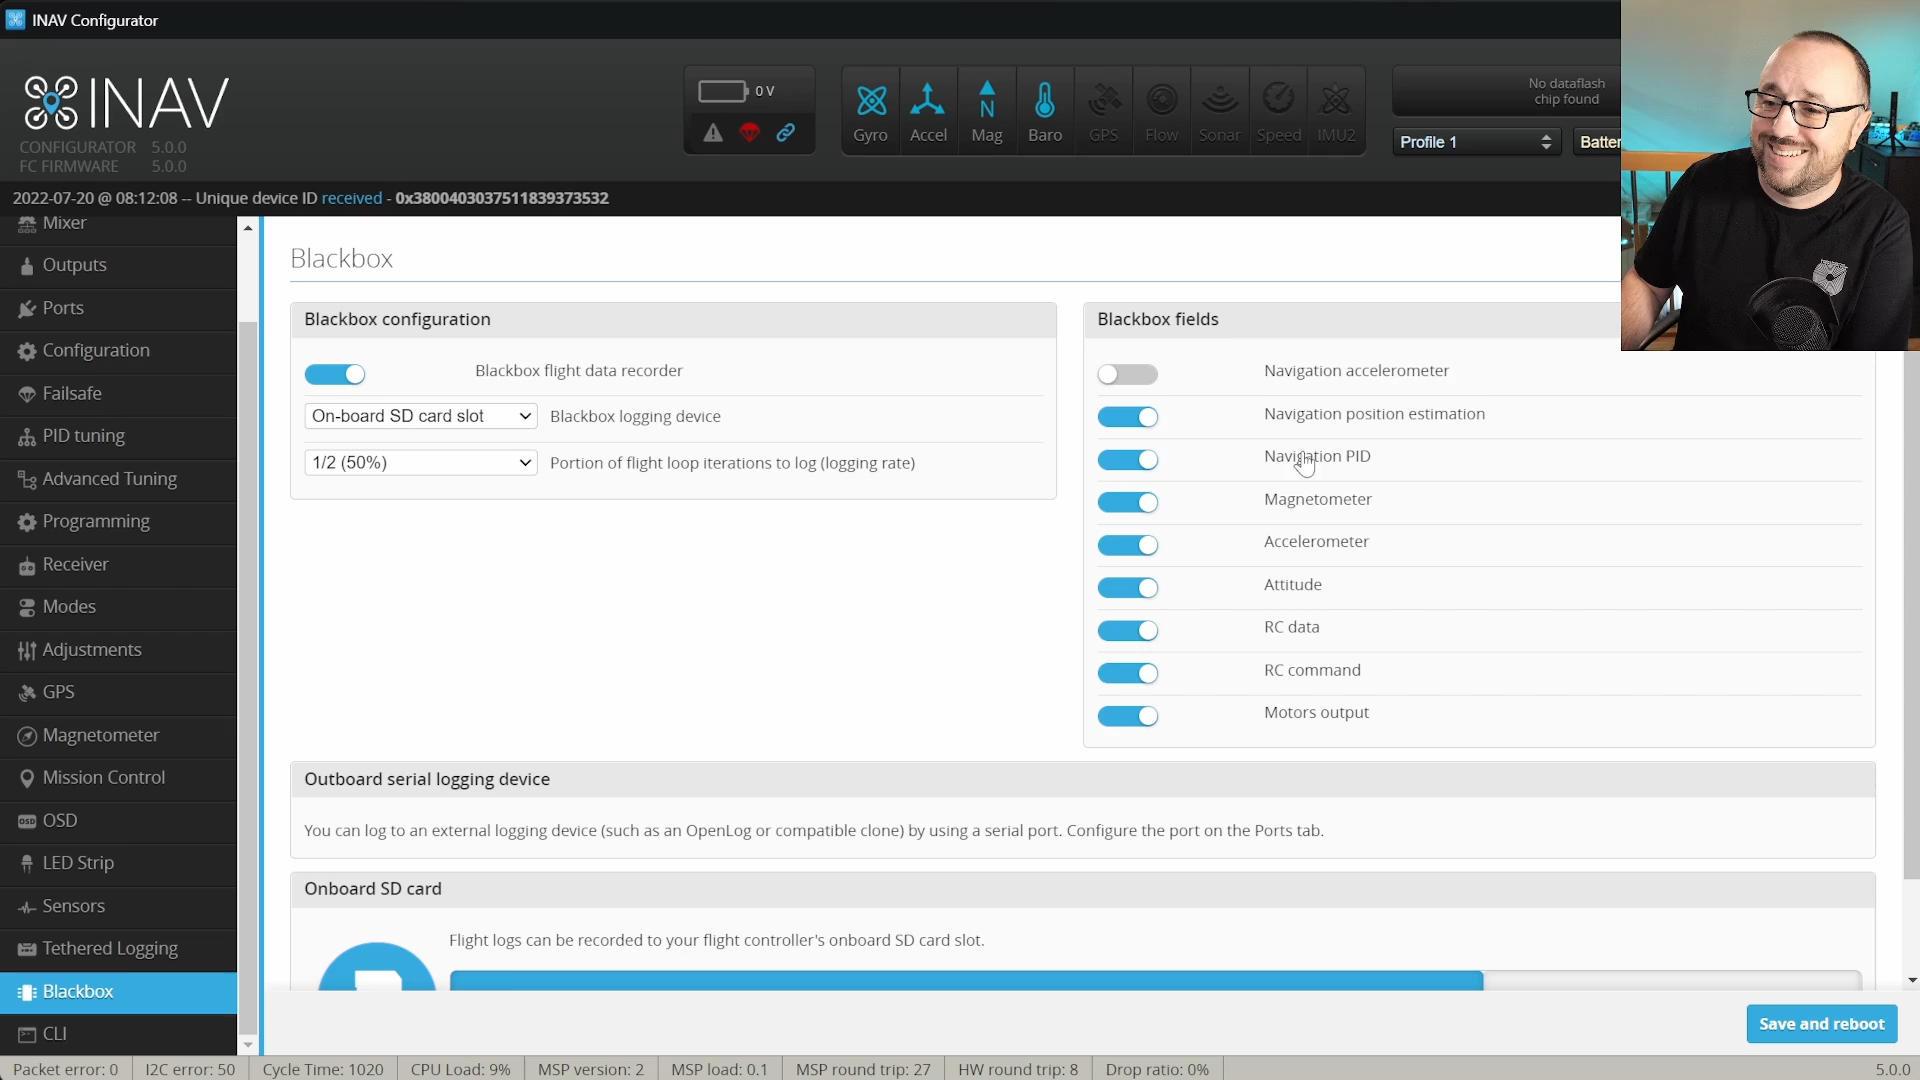 INAV Configurator
INAV
CONFIGURATOR 5.0.0
FC FIRMWARE 5.0.0
0 V
Gyro
Accel
N
Mag
Baro
GPS
Flow
Sonar
Speed
IMU2
No dataflash
chip found
Profile 1
Batter
2022-07-20 @ 08:12:08 -- Unique device ID received - 0x3800403037511839373532
Mixer
Outputs
Ports
Configuration
Failsafe
PID tuning
Advanced Tuning
Programming
Receiver
Modes
Adjustments
GPS
Magnetometer
Mission Control
OSD
OSD
LED Strip
Sensors
Tethered Logging
Blackbox
CLI
Blackbox
Blackbox configuration
Blackbox flight data recorder
On-board SD card slot Blackbox logging device
1/2 (50%) Portion of flight loop iterations to log (logging rate)
Blackbox fields
Navigation accelerometer
Navigation position estimation
Navigation PID
Magnetometer
Accelerometer
Attitude
RC data
RC command
Motors output
Outboard serial logging device
You can log to an external logging device (such as an OpenLog or compatible clone) by using a serial port. Configure the port on the Ports tab.
Onboard SD card
Flight logs can be recorded to your flight controller's onboard SD card slot.
Save and reboot
Packet error: 0
I2C error: 50
Cycle Time: 1020
CPU Load: 9%
MSP version: 2
MSP load: 0.1
MSP round trip: 27
HW round trip: 8
Drop ratio: 0%
5.0.0